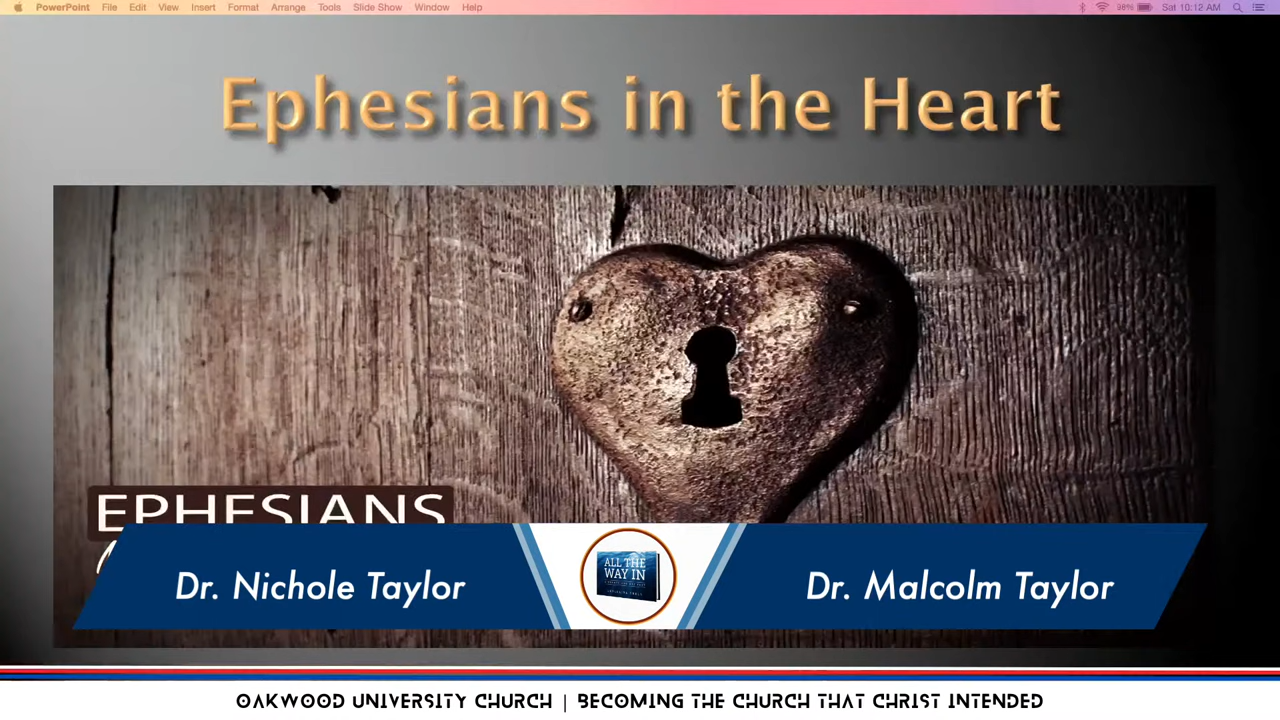 PowerPoint File Edit View Insert Format Arrange Tools Slide Show Window Help 98% Sat 10:12 AM
Ephesians in the Heart
EPHESIANS
ALL THE
WAY IN
Dr. Nichole Taylor
Dr. Malcolm Taylor
OAKWOOD UNIVERSITY CHURCH | BECOMING THE CHURCH THAT CHRIST INTENDED